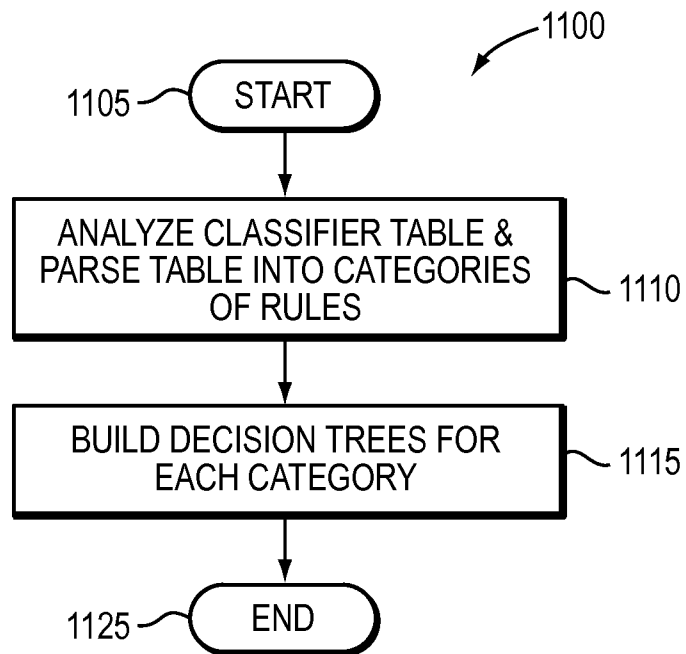 1100
1105
START
ANALYZE CLASSIFIER TABLE &
PARSE TABLE INTO CATEGORIES
OF RULES
1110
BUILD DECISION TREES FOR
EACH CATEGORY
1115
1125
END